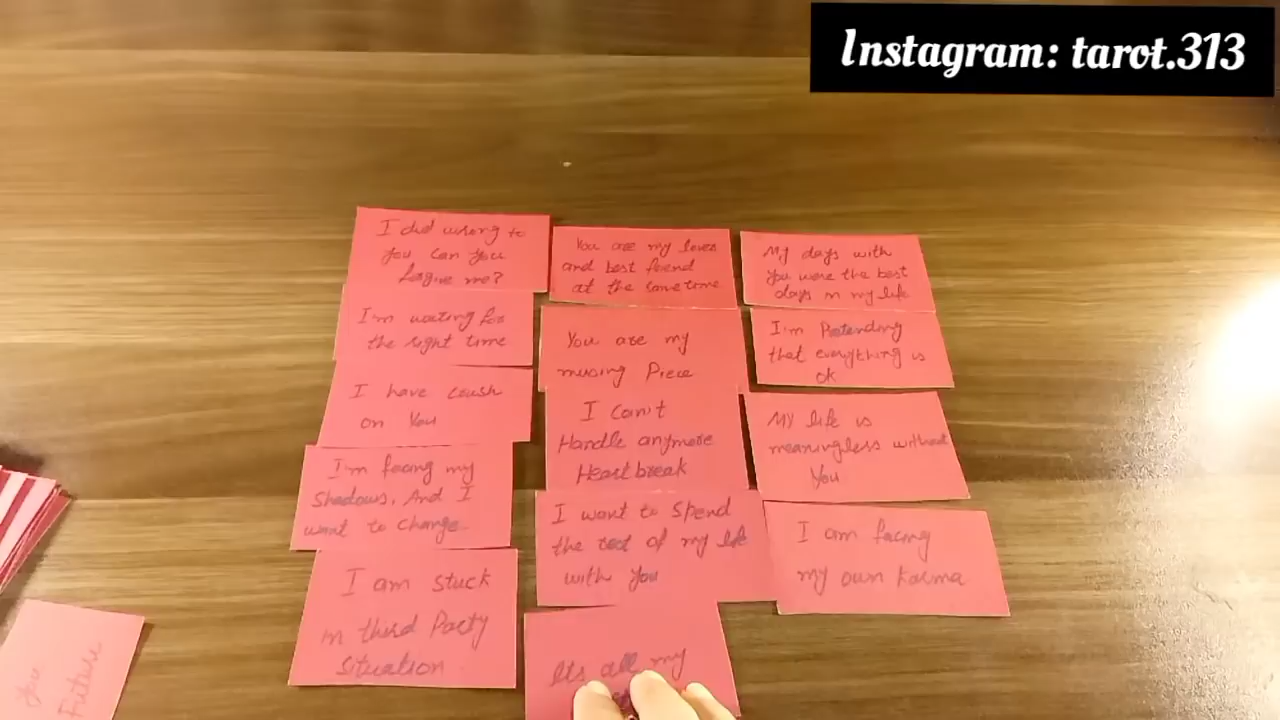 Instagram: tarot.313
I did wrong to
you can you
forgive me?
I'm waiting for
the right time
I have crush
on You
I'm facing my
Shadows. And I
want to change
I am stuck
in third Party
Situation
You are my lover
and best friend
at the same time
You are my
missing Piece
I can't
Handle anymore
Heartbreak
I want to Spend
the rest of my life
with You
Its all my
My days with
You were the best
days in my life
I'm Pretending
that everything is
ok
My life is
meaningless without
You
I am facing
my own Karma
You
Future